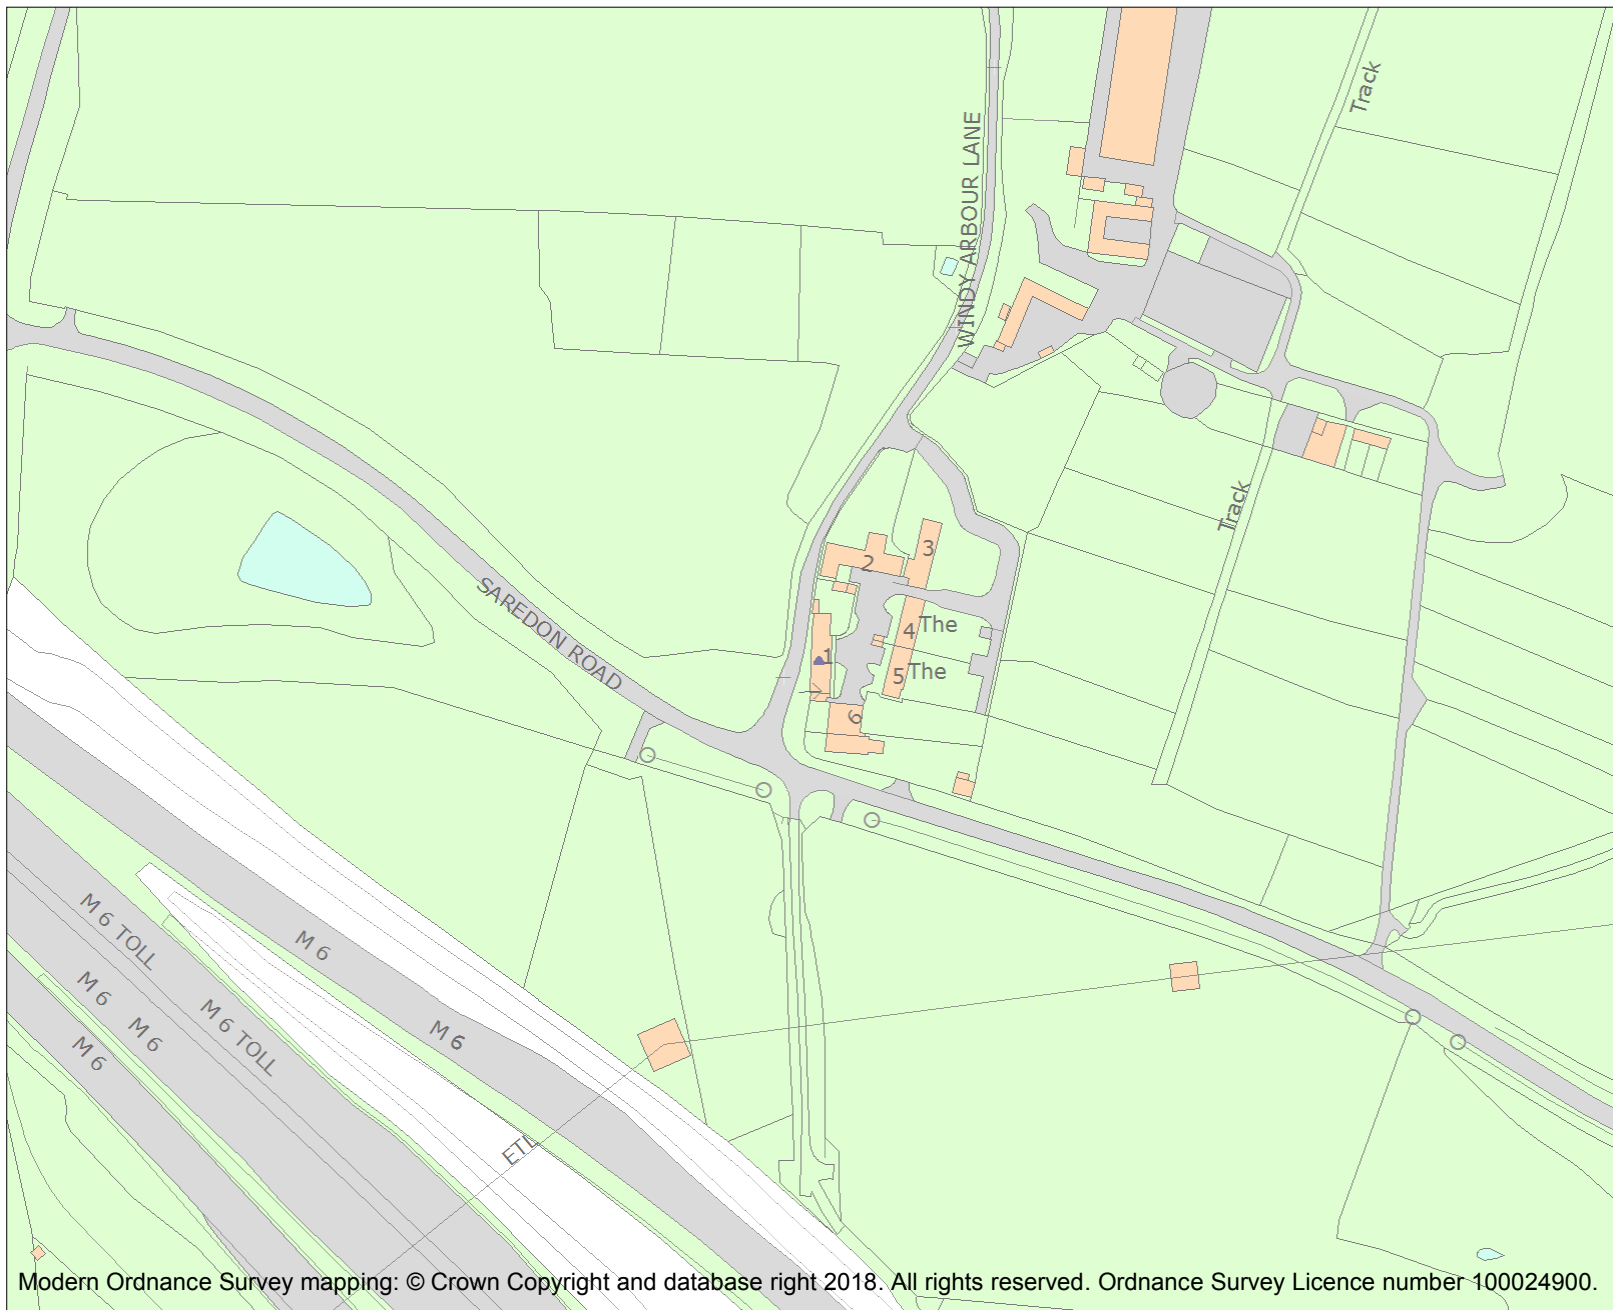 Track
WINDY ARBOUR LANE
Track
3
2
SAREDON ROAD
4 The
1
5 The
6
M 6 TOLL
M 6
M 6
M 6
M 6 TOLL
M 6
M 6
ETL
Modern Ordnance Survey mapping: © Crown Copyright and database right 2018. All rights reserved. Ordnance Survey Licence number 100024900.